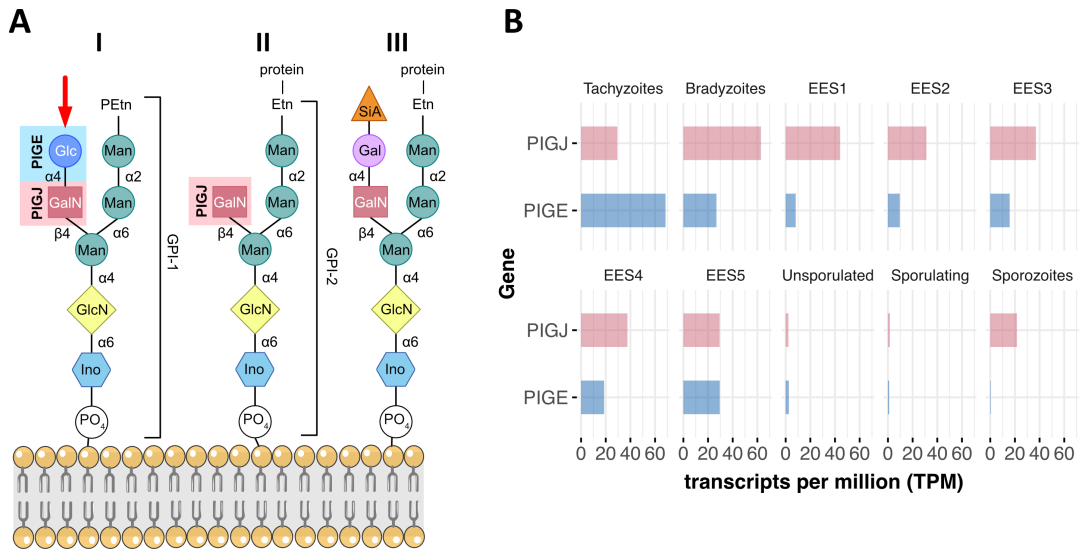 A
I
II
III
PIGE
Glc
α4
PIGJ
GalN
β4
PEtn
Man
α2
Man
α6
Man
α4
GlcN
α6
Ino
PO4
GPI-1
protein
Etn
Man
α2
Man
α6
PIGJ
GalN
β4
Man
α4
GlcN
α6
Ino
PO4
GPI-2
SiA
Gal
α4
GalN
β4
protein
Etn
Man
α2
Man
α6
Man
α4
GlcN
α6
Ino
PO4
B
Tachyzoites Bradyzoites EES1 EES2 EES3
PIGJ
PIGE
EES4 EES5 Unsporulated Sporulating Sporozoites
PIGJ
PIGE
Gene
0 20 40 60 0 20 40 60 0 20 40 60 0 20 40 60 0 20 40 60
transcripts per million (TPM)